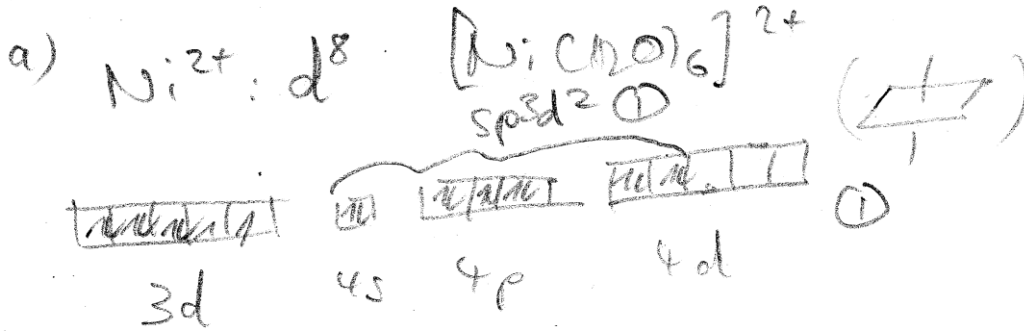 a) Ni²⁺ : d⁸ [Ni(H2O)6]²⁺
sp3d² ①
①
3d 4s 4p 4d